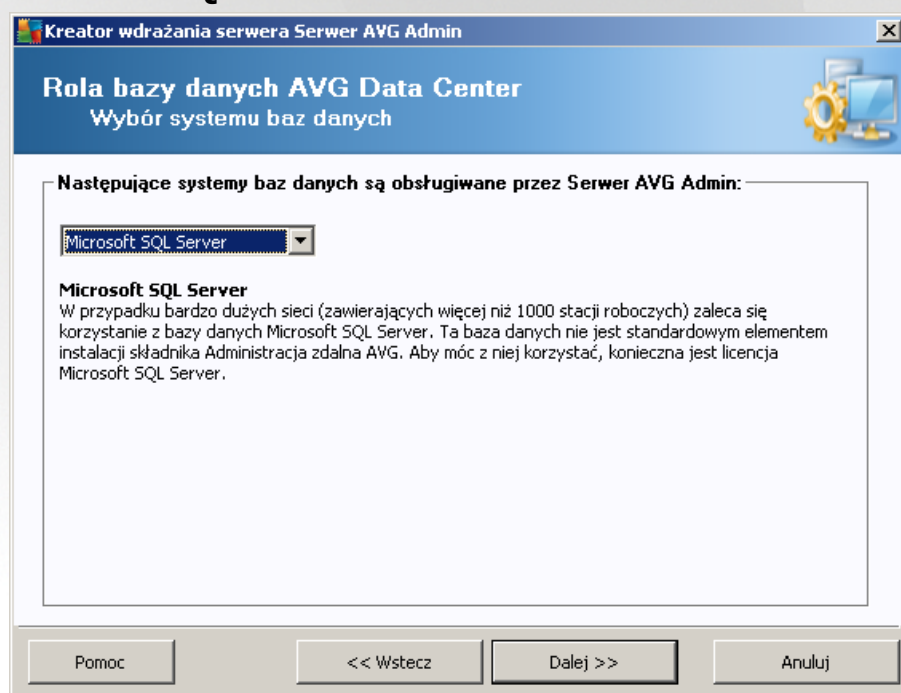 Kreator wdrażania serwera Serwer AVG Admin
Rola bazy danych AVG Data Center
Wybór systemu baz danych
Następujące systemy baz danych są obsługiwane przez Serwer AVG Admin:
Microsoft SQL Server
Microsoft SQL Server
W przypadku bardzo dużych sieci (zawierających więcej niż 1000 stacji roboczych) zaleca się
korzystanie z bazy danych Microsoft SQL Server. Ta baza danych nie jest standardowym elementem
instalacji składnika Administracja zdalna AVG. Aby móc z niej korzystać, konieczna jest licencja
Microsoft SQL Server.
Pomoc
<< Wstecz
Dalej >>
Anuluj